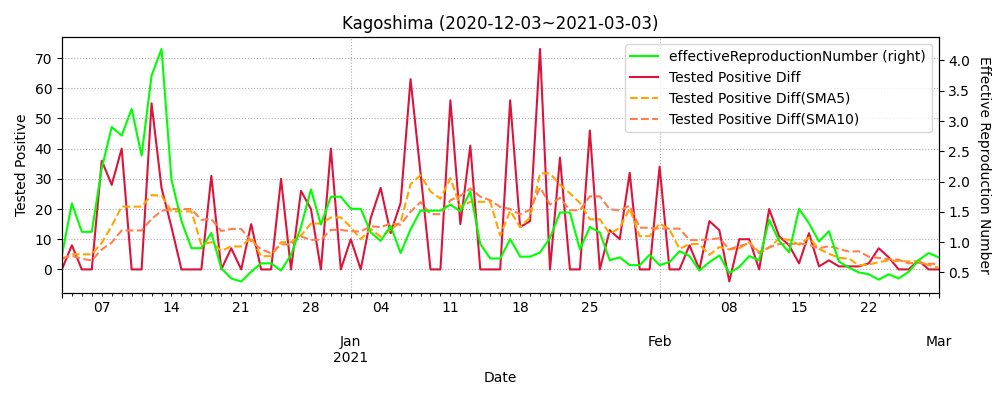 Kagoshima (2020-12-03~2021-03-03)
effectiveReproductionNumber (right)
Tested Positive Diff
Tested Positive Diff(SMA5)
Tested Positive Diff(SMA10)
Tested Positive
70
60
50
40
30
20
10
0
4.0
3.5
3.0
2.5
2.0
1.5
1.0
0.5
Effective Reproduction Number
07 14 21 28 04 11 18 25 08 15 22
Jan Feb Mar
2021
Date